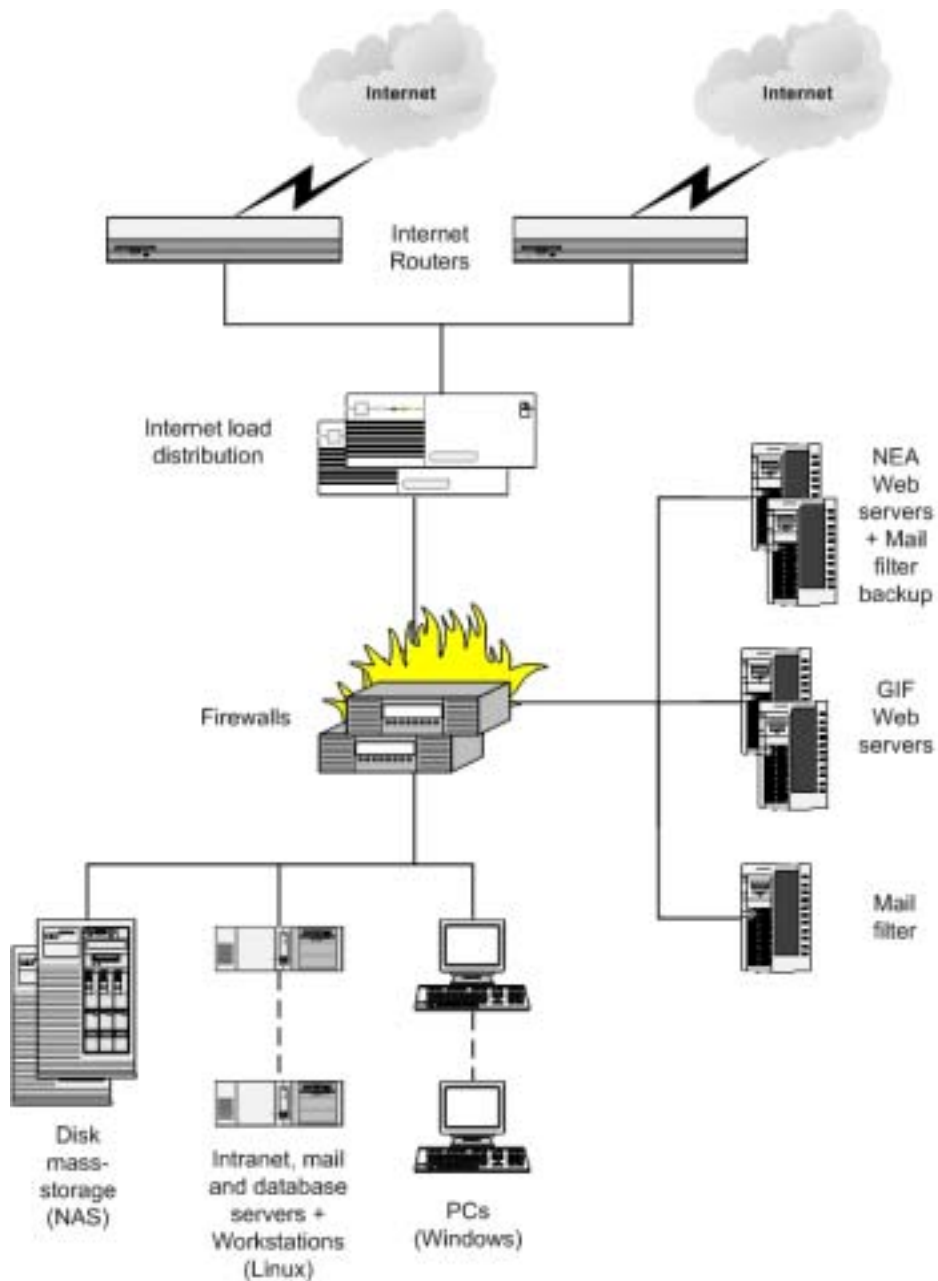 Internet
Internet
Internet
Routers
Internet load
distribution
NEA
Web
servers
+ Mail
filter
backup
Firewalls
GIF
Web
servers
Mail
filter
Disk
mass-
storage
(NAS)
Intranet, mail
and database
servers +
Workstations
(Linux)
PCs
(Windows)